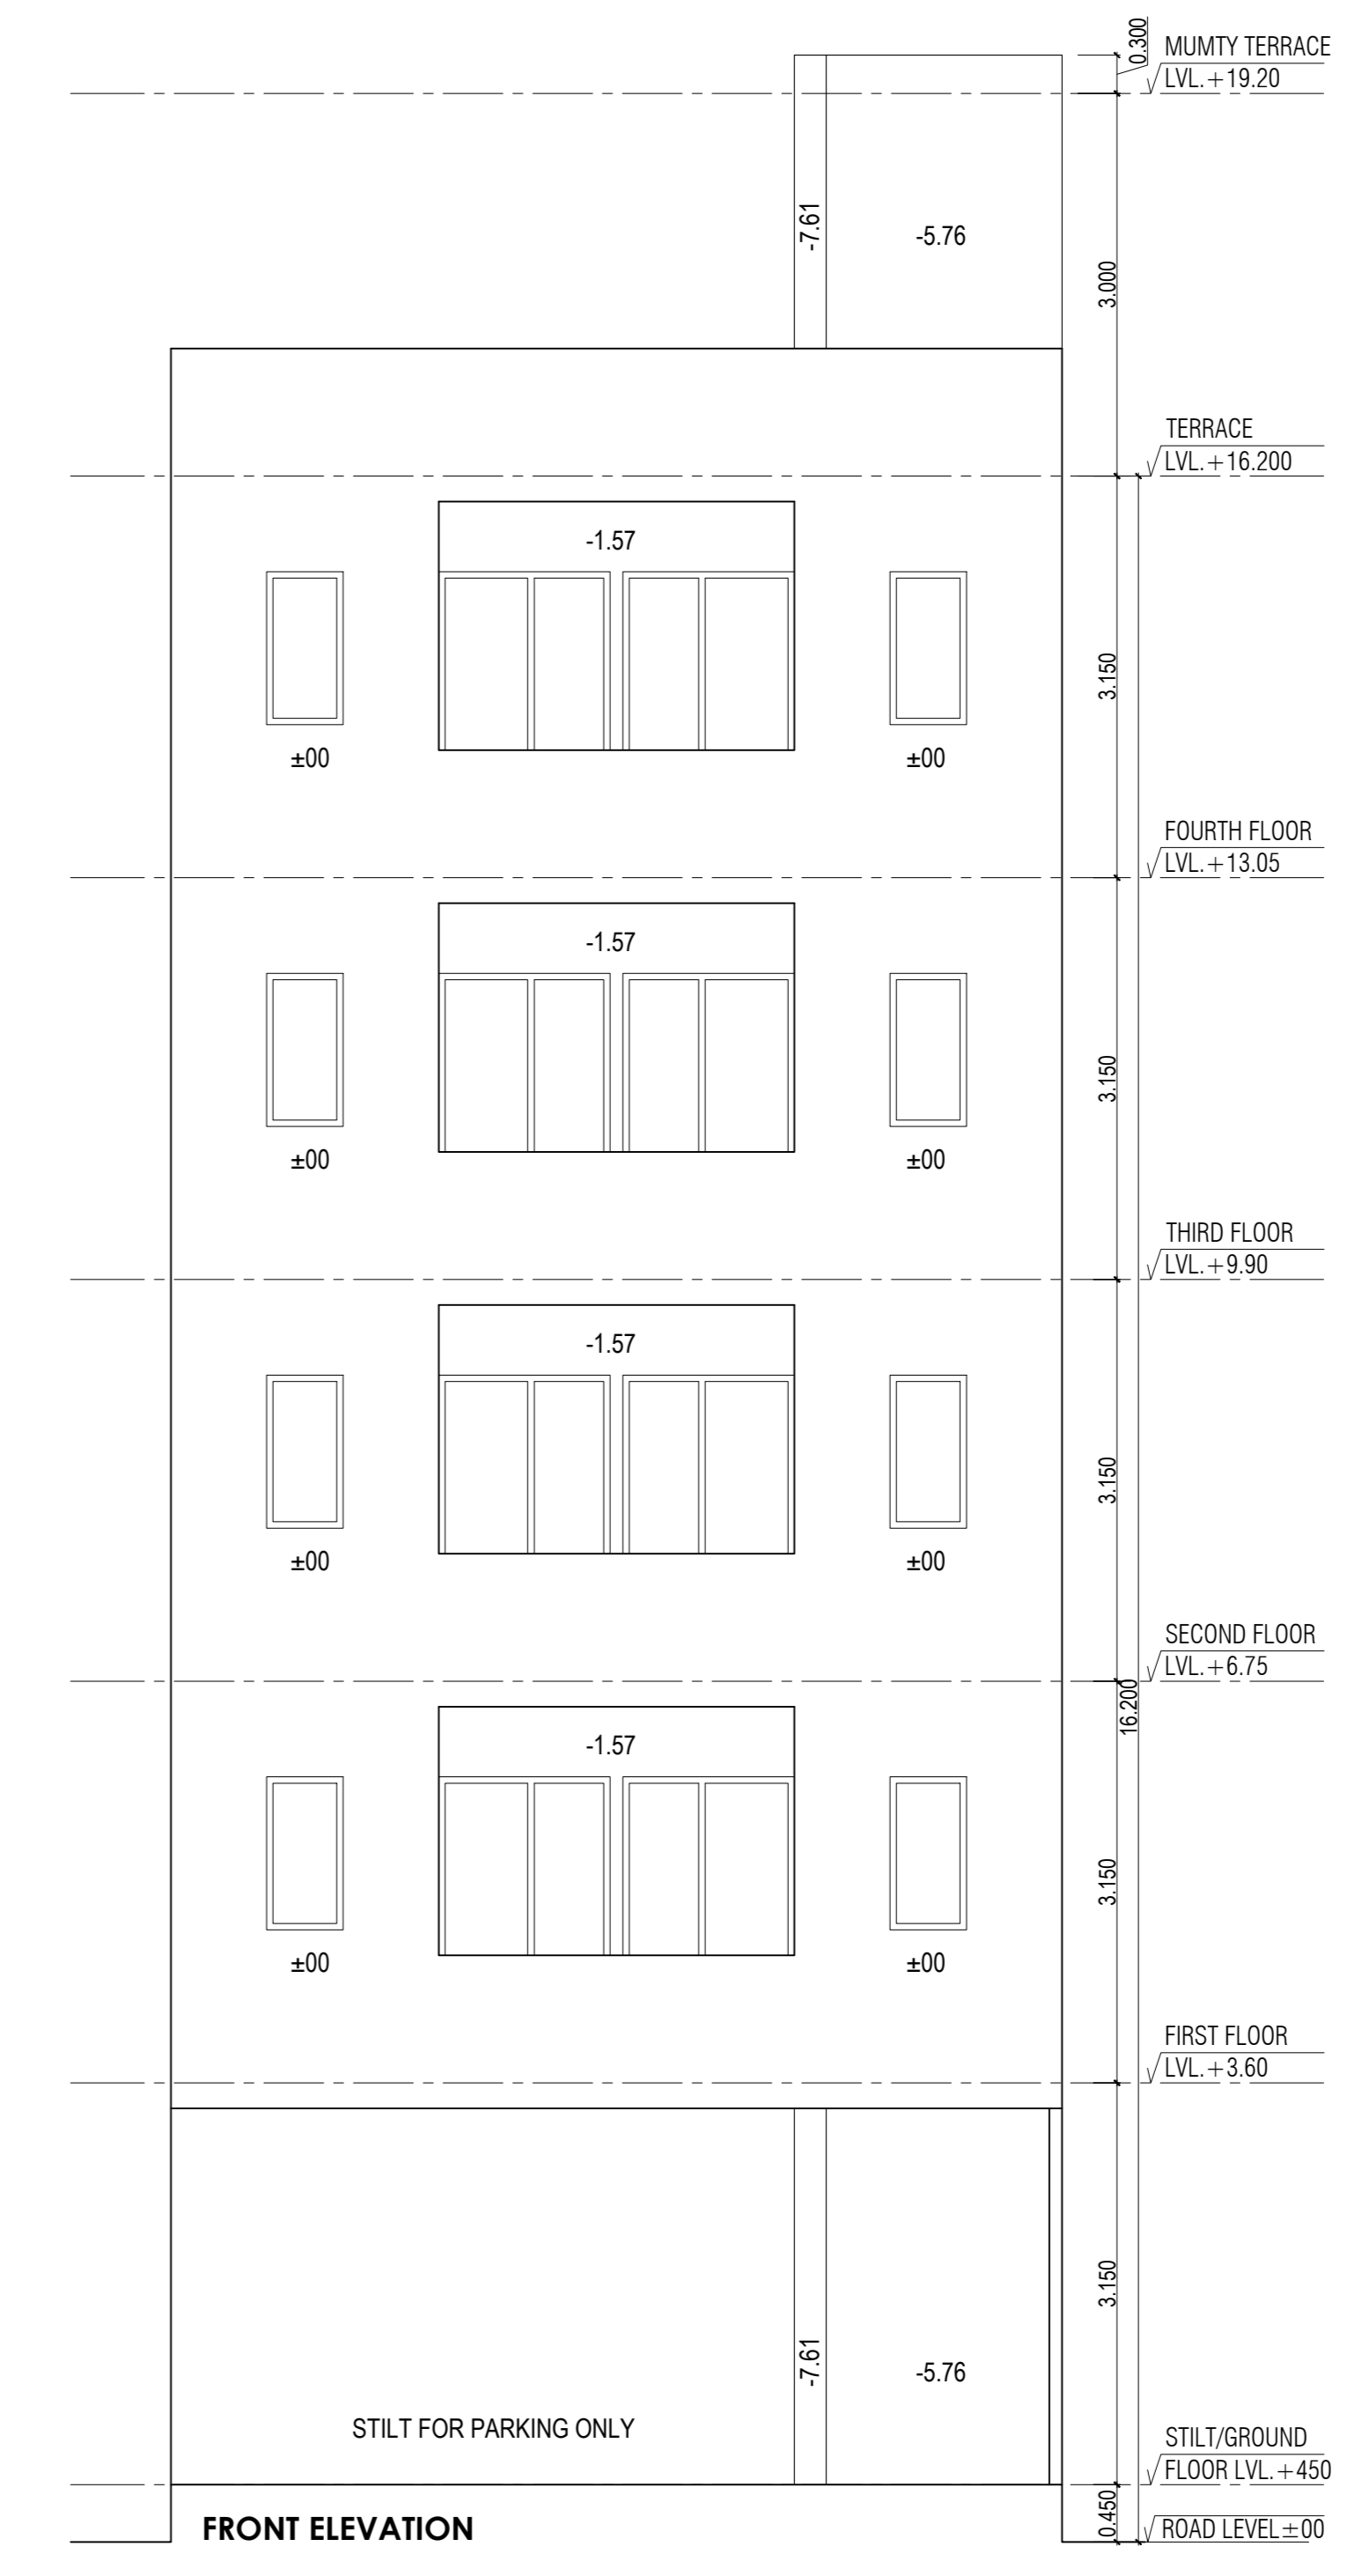 0.300
MUMTY TERRACE
LVL.+19.20
-7.61
-5.76
3.000
TERRACE
LVL.+16.200
-1.57
3.150
±00
±00
FOURTH FLOOR
LVL.+13.05
-1.57
3.150
±00
±00
THIRD FLOOR
LVL.+9.90
-1.57
3.150
±00
±00
SECOND FLOOR
LVL.+6.75
16.200
-1.57
3.150
±00
±00
FIRST FLOOR
LVL.+3.60
3.150
-7.61
-5.76
STILT FOR PARKING ONLY
STILT/GROUND
FLOOR LVL.+450
0.450
FRONT ELEVATION
ROAD LEVEL±00